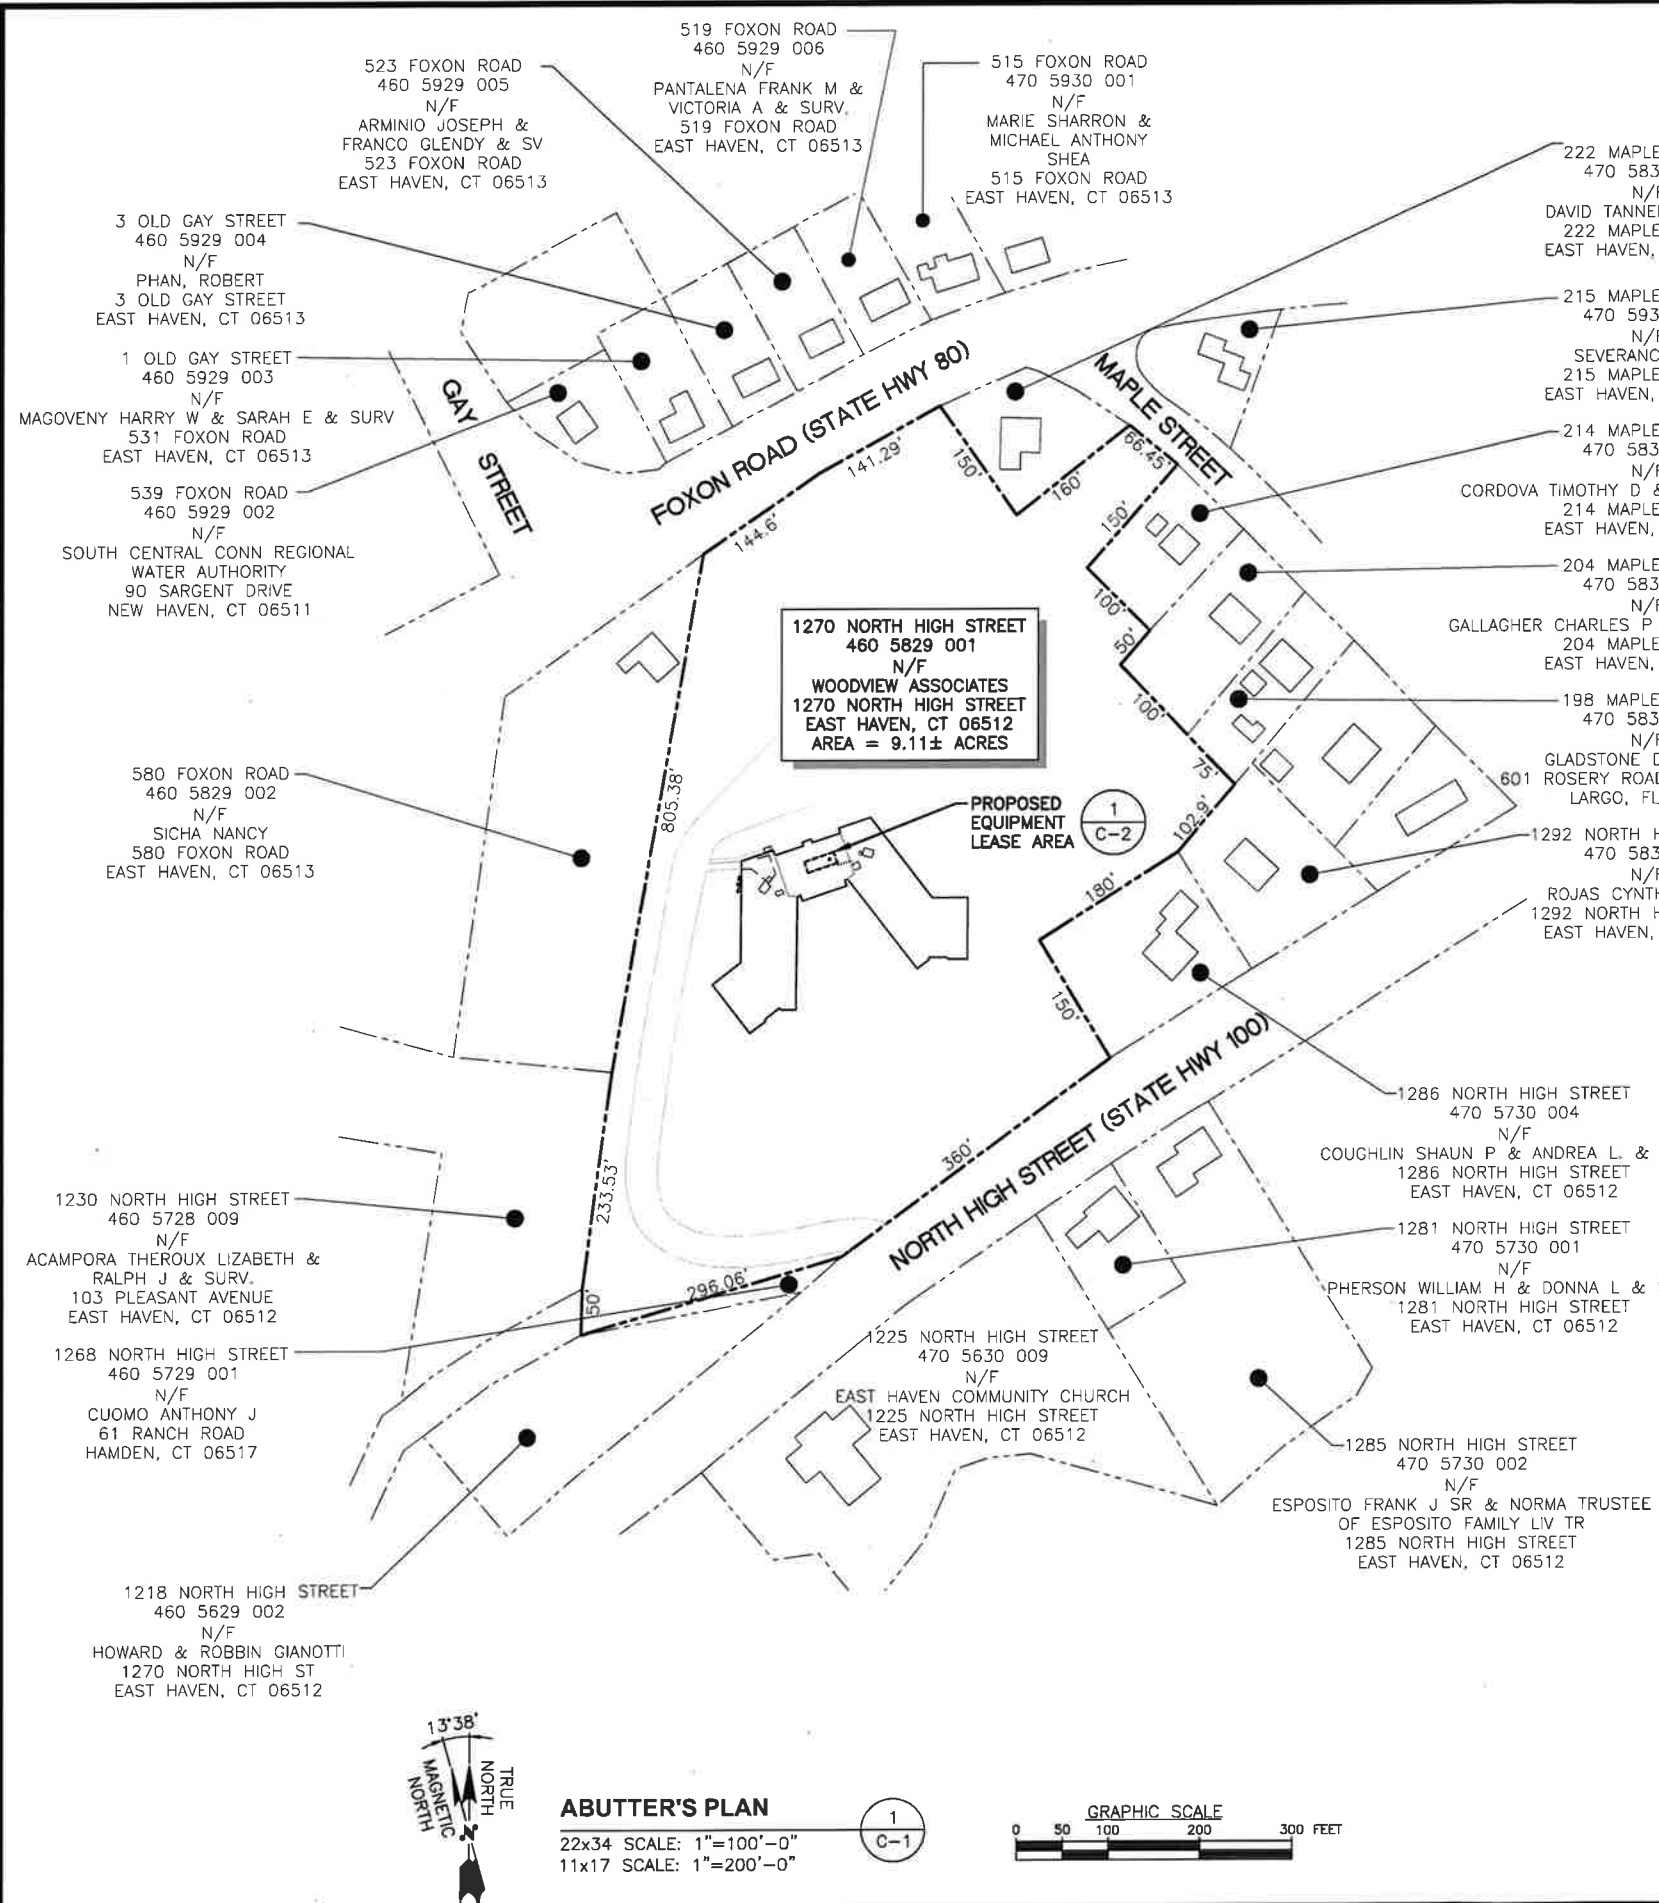 519 FOXON ROAD
460 5929 006
N/F
PANTALENA FRANK M &
VICTORIA A & SURV.
519 FOXON ROAD
EAST HAVEN, CT 06513
523 FOXON ROAD
460 5929 005
N/F
ARMINIO JOSEPH &
FRANCO GLENDY & SV
523 FOXON ROAD
EAST HAVEN, CT 06513
515 FOXON ROAD
470 5930 001
N/F
MARIE SHARRON &
MICHAEL ANTHONY
SHEA
515 FOXON ROAD
EAST HAVEN, CT 06513
3 OLD GAY STREET
460 5929 004
N/F
PHAN, ROBERT
3 OLD GAY STREET
EAST HAVEN, CT 06513
1 OLD GAY STREET
460 5929 003
N/F
MAGOVENY HARRY W & SARAH E & SURV
531 FOXON ROAD
EAST HAVEN, CT 06513
539 FOXON ROAD
460 5929 002
N/F
SOUTH CENTRAL CONN REGIONAL
WATER AUTHORITY
90 SARGENT DRIVE
NEW HAVEN, CT 06511
580 FOXON ROAD
460 5829 002
N/F
SICHA NANCY
580 FOXON ROAD
EAST HAVEN, CT 06513
1230 NORTH HIGH STREET
460 5728 009
N/F
ACAMPORA THEROUX LIZABETH &
RALPH J & SURV.
103 PLEASANT AVENUE
EAST HAVEN, CT 06512
1268 NORTH HIGH STREET
460 5729 001
N/F
CUOMO ANTHONY J
61 RANCH ROAD
HAMDEN, CT 06517
1218 NORTH HIGH STREET
460 5629 002
N/F
HOWARD & ROBBIN GIANOTTI
1270 NORTH HIGH ST
EAST HAVEN, CT 06512
GAY STREET
FOXON ROAD (STATE HWY 80)
MAPLE STREET
NORTH HIGH STREET (STATE HWY 100)
144.6'
141.29'
150'
160'
66.45'
150'
100'
50'
100'
75'
102.9'
180'
150'
360'
296.06'
50'
233.53'
805.38'
1270 NORTH HIGH STREET
460 5829 001
N/F
WOODVIEW ASSOCIATES
1270 NORTH HIGH STREET
EAST HAVEN, CT 06512
AREA = 9.11± ACRES
PROPOSED
EQUIPMENT
LEASE AREA
1
C-2
222 MAPLE
470 583
N/F
DAVID TANNE
222 MAPLE
EAST HAVEN,
215 MAPLE
470 593
N/F
SEVERANC
215 MAPLE
EAST HAVEN,
214 MAPLE
470 583
N/F
CORDOVA TIMOTHY D &
214 MAPLE
EAST HAVEN,
204 MAPLE
470 583
N/F
GALLAGHER CHARLES P
204 MAPLE
EAST HAVEN,
198 MAPLE
470 583
N/F
GLADSTONE D
601 ROSERY ROAD
LARGO, FL
1292 NORTH H
470 583
N/F
ROJAS CYNTH
1292 NORTH H
EAST HAVEN,
1286 NORTH HIGH STREET
470 5730 004
N/F
COUGHLIN SHAUN P & ANDREA L. &
1286 NORTH HIGH STREET
EAST HAVEN, CT 06512
1281 NORTH HIGH STREET
470 5730 001
N/F
PHERSON WILLIAM H & DONNA L &
1281 NORTH HIGH STREET
EAST HAVEN, CT 06512
1225 NORTH HIGH STREET
470 5630 009
N/F
EAST HAVEN COMMUNITY CHURCH
1225 NORTH HIGH STREET
EAST HAVEN, CT 06512
1285 NORTH HIGH STREET
470 5730 002
N/F
ESPOSITO FRANK J SR & NORMA TRUSTEE
OF ESPOSITO FAMILY LIV TR
1285 NORTH HIGH STREET
EAST HAVEN, CT 06512
13°38'
TRUE NORTH
MAGNETIC NORTH
N
ABUTTER'S PLAN
22x34 SCALE: 1"=100'-0"
11x17 SCALE: 1"=200'-0"
1
C-1
GRAPHIC SCALE
0 50 100 200 300 FEET